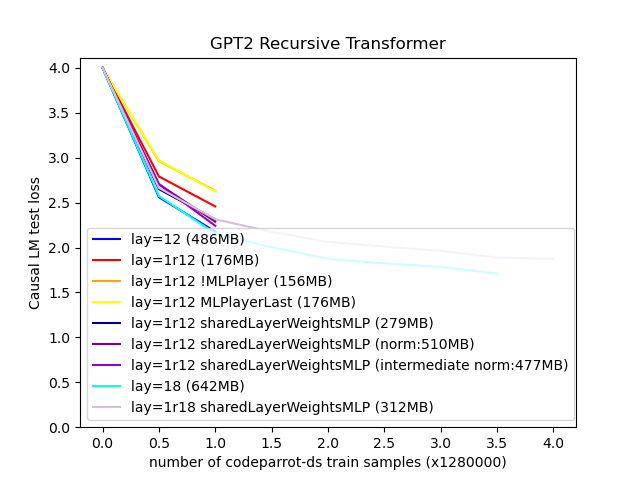 GPT2 Recursive Transformer
Causal LM test loss
4.0
3.5
3.0
2.5
2.0
1.5
1.0
0.5
0.0
lay=12 (486MB)
lay=1r12 (176MB)
lay=1r12 !MLPlayer (156MB)
lay=1r12 MLPlayerLast (176MB)
lay=1r12 sharedLayerWeightsMLP (279MB)
lay=1r12 sharedLayerWeightsMLP (norm:510MB)
lay=1r12 sharedLayerWeightsMLP (intermediate norm:477MB)
lay=18 (642MB)
lay=1r18 sharedLayerWeightsMLP (312MB)
0.0 0.5 1.0 1.5 2.0 2.5 3.0 3.5 4.0
number of codeparrot-ds train samples (x1280000)